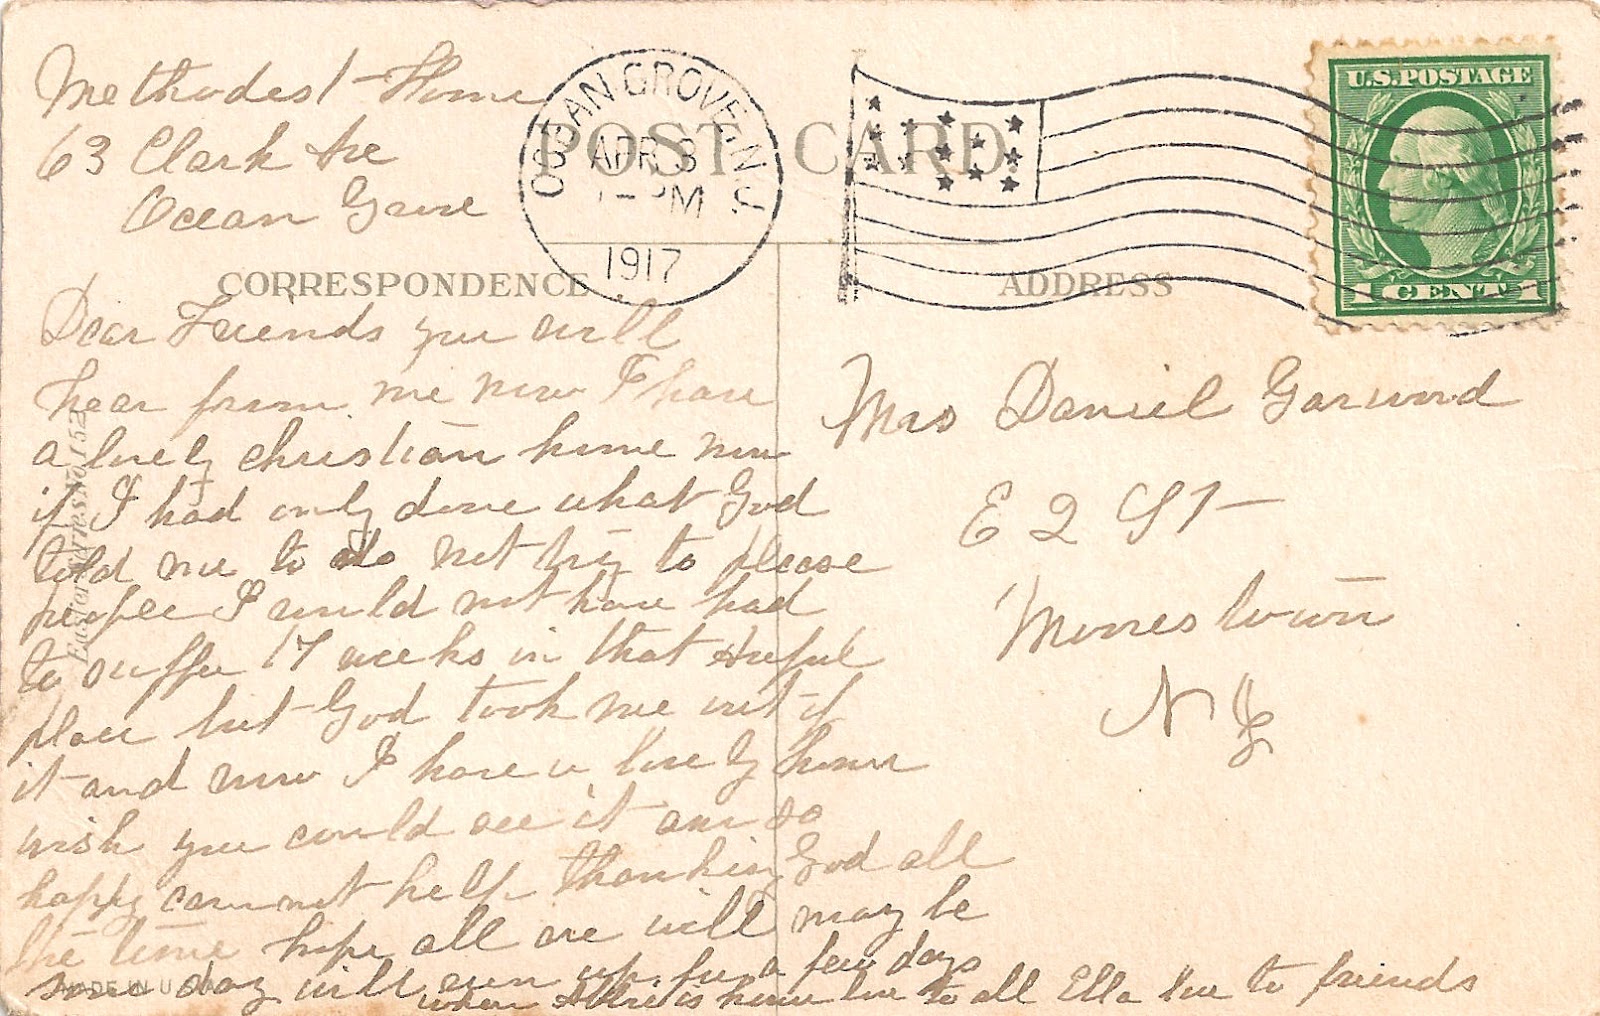 Methodest Home
63 Clark Ave
Ocean Grove
OCEAN GROVE, N.J.
APR 3
PM
1917
POST CARD
U.S. POSTAGE
1 CENT 1
CORRESPONDENCE
ADDRESS
Dear Friends you will
hear from me now I have
a lovely christian home now
if I had only done what God
told me to do not try to please
people I would not have had
to suffer 17 weeks in that Awful
place but God took me out of
it and now I have a lovely home
wish you could see it am so
happy can not help thanking God all
the time hope all are well may be
some day will run up for a few days
when is home love to all Ella love to friends
Mrs Daniel Garwood
E 2 St
Morrestown
N J
Easter Series No. 152
MADE IN U.S.A.